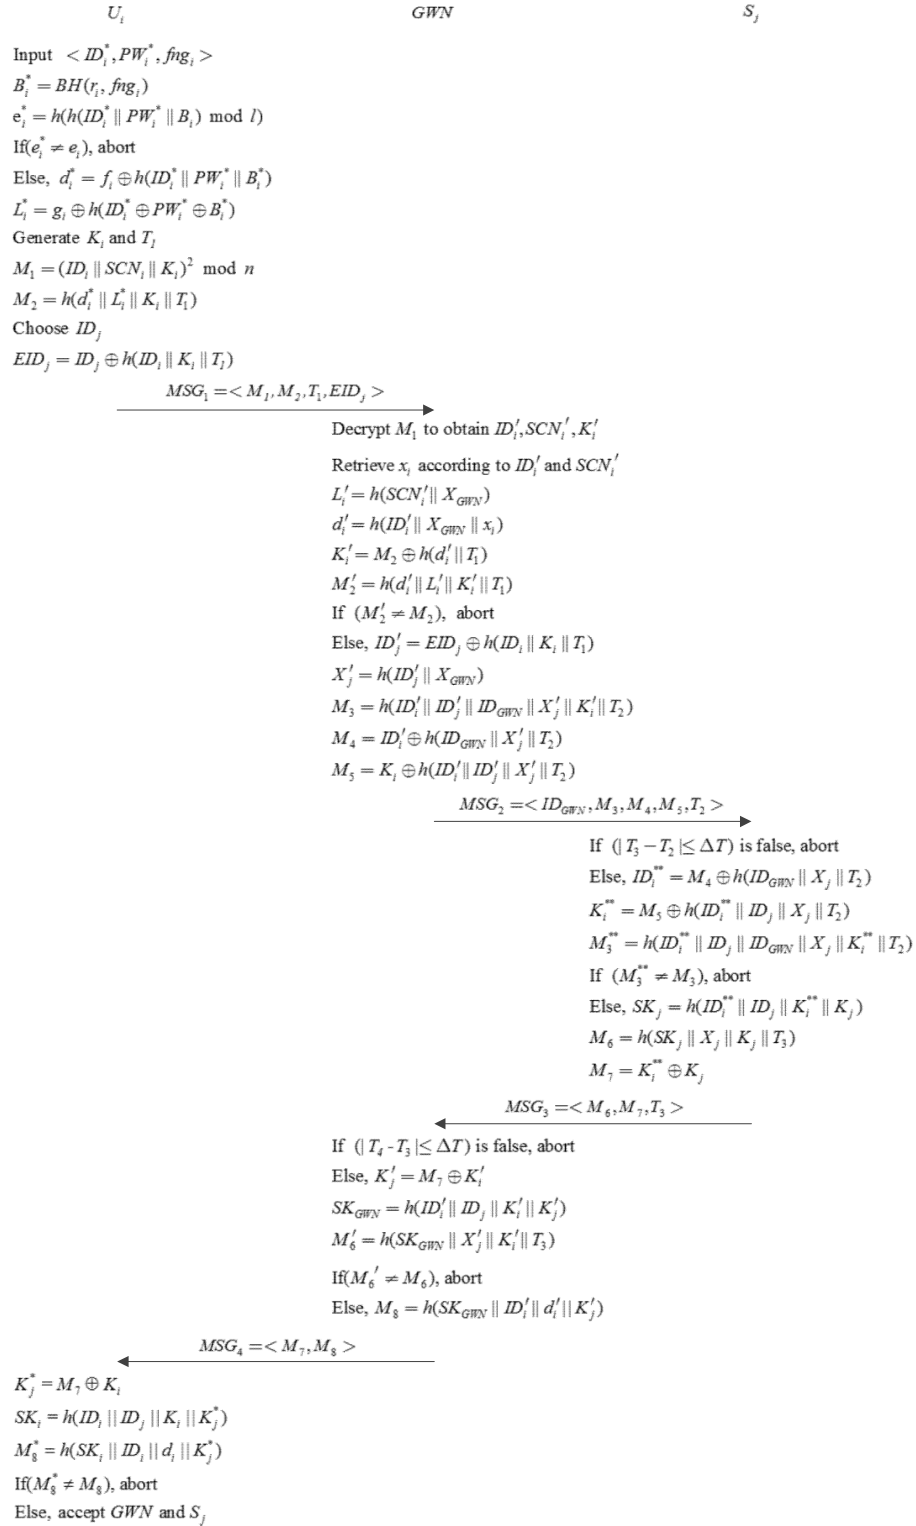 U_i GWN S_j
Input < ID_i^*, PW_i^*, fng_i >
B_i^* = BH(r_i, fng_i)
e_i^* = h(h(ID_i^* || PW_i^* || B_i) mod l)
If(e_i^* ≠ e_i), abort
Else, d_i^* = f_i ⊕ h(ID_i^* || PW_i^* || B_i^*)
L_i^* = g_i ⊕ h(ID_i^* ⊕ PW_i^* ⊕ B_i^*)
Generate K_i and T_1
M_1 = (ID_i || SCN_i || K_i)^2 mod n
M_2 = h(d_i^* || L_i^* || K_i || T_1)
Choose ID_j
EID_j = ID_j ⊕ h(ID_i || K_i || T_1)
MSG_1 =< M_1, M_2, T_1, EID_j >
Decrypt M_1 to obtain ID_i', SCN_i', K_i'
Retrieve x_i according to ID_i' and SCN_i'
L_i' = h(SCN_i' || X_GWN)
d_i' = h(ID_i' || X_GWN || x_i)
K_i' = M_2 ⊕ h(d_i' || T_1)
M_2' = h(d_i' || L_i' || K_i' || T_1)
If (M_2' ≠ M_2), abort
Else, ID_j' = EID_j ⊕ h(ID_i || K_i || T_1)
X_j' = h(ID_j' || X_GWN)
M_3 = h(ID_i' || ID_j' || ID_GWN || X_j' || K_i' || T_2)
M_4 = ID_i' ⊕ h(ID_GWN || X_j' || T_2)
M_5 = K_i ⊕ h(ID_i' || ID_j' || X_j' || T_2)
MSG_2 =< ID_GWN, M_3, M_4, M_5, T_2 >
If (| T_3 − T_2 |≤ ΔT) is false, abort
Else, ID_i^** = M_4 ⊕ h(ID_GWN || X_j || T_2)
K_i^** = M_5 ⊕ h(ID_i^** || ID_j || X_j || T_2)
M_3^** = h(ID_i^** || ID_j || ID_GWN || X_j || K_i^** || T_2)
If (M_3^** ≠ M_3), abort
Else, SK_j = h(ID_i^** || ID_j || K_i^** || K_j)
M_6 = h(SK_j || X_j || K_j || T_3)
M_7 = K_i^** ⊕ K_j
MSG_3 =< M_6, M_7, T_3 >
If (| T_4 - T_3 |≤ ΔT) is false, abort
Else, K_j' = M_7 ⊕ K_i'
SK_GWN = h(ID_i' || ID_j || K_i' || K_j')
M_6' = h(SK_GWN || X_j' || K_i' || T_3)
If(M_6' ≠ M_6), abort
Else, M_8 = h(SK_GWN || ID_i' || d_i' || K_j')
MSG_4 =< M_7, M_8 >
K_j^* = M_7 ⊕ K_i
SK_i = h(ID_i || ID_j || K_i || K_j^*)
M_8^* = h(SK_i || ID_i || d_i || K_j^*)
If(M_8^* ≠ M_8), abort
Else, accept GWN and S_j